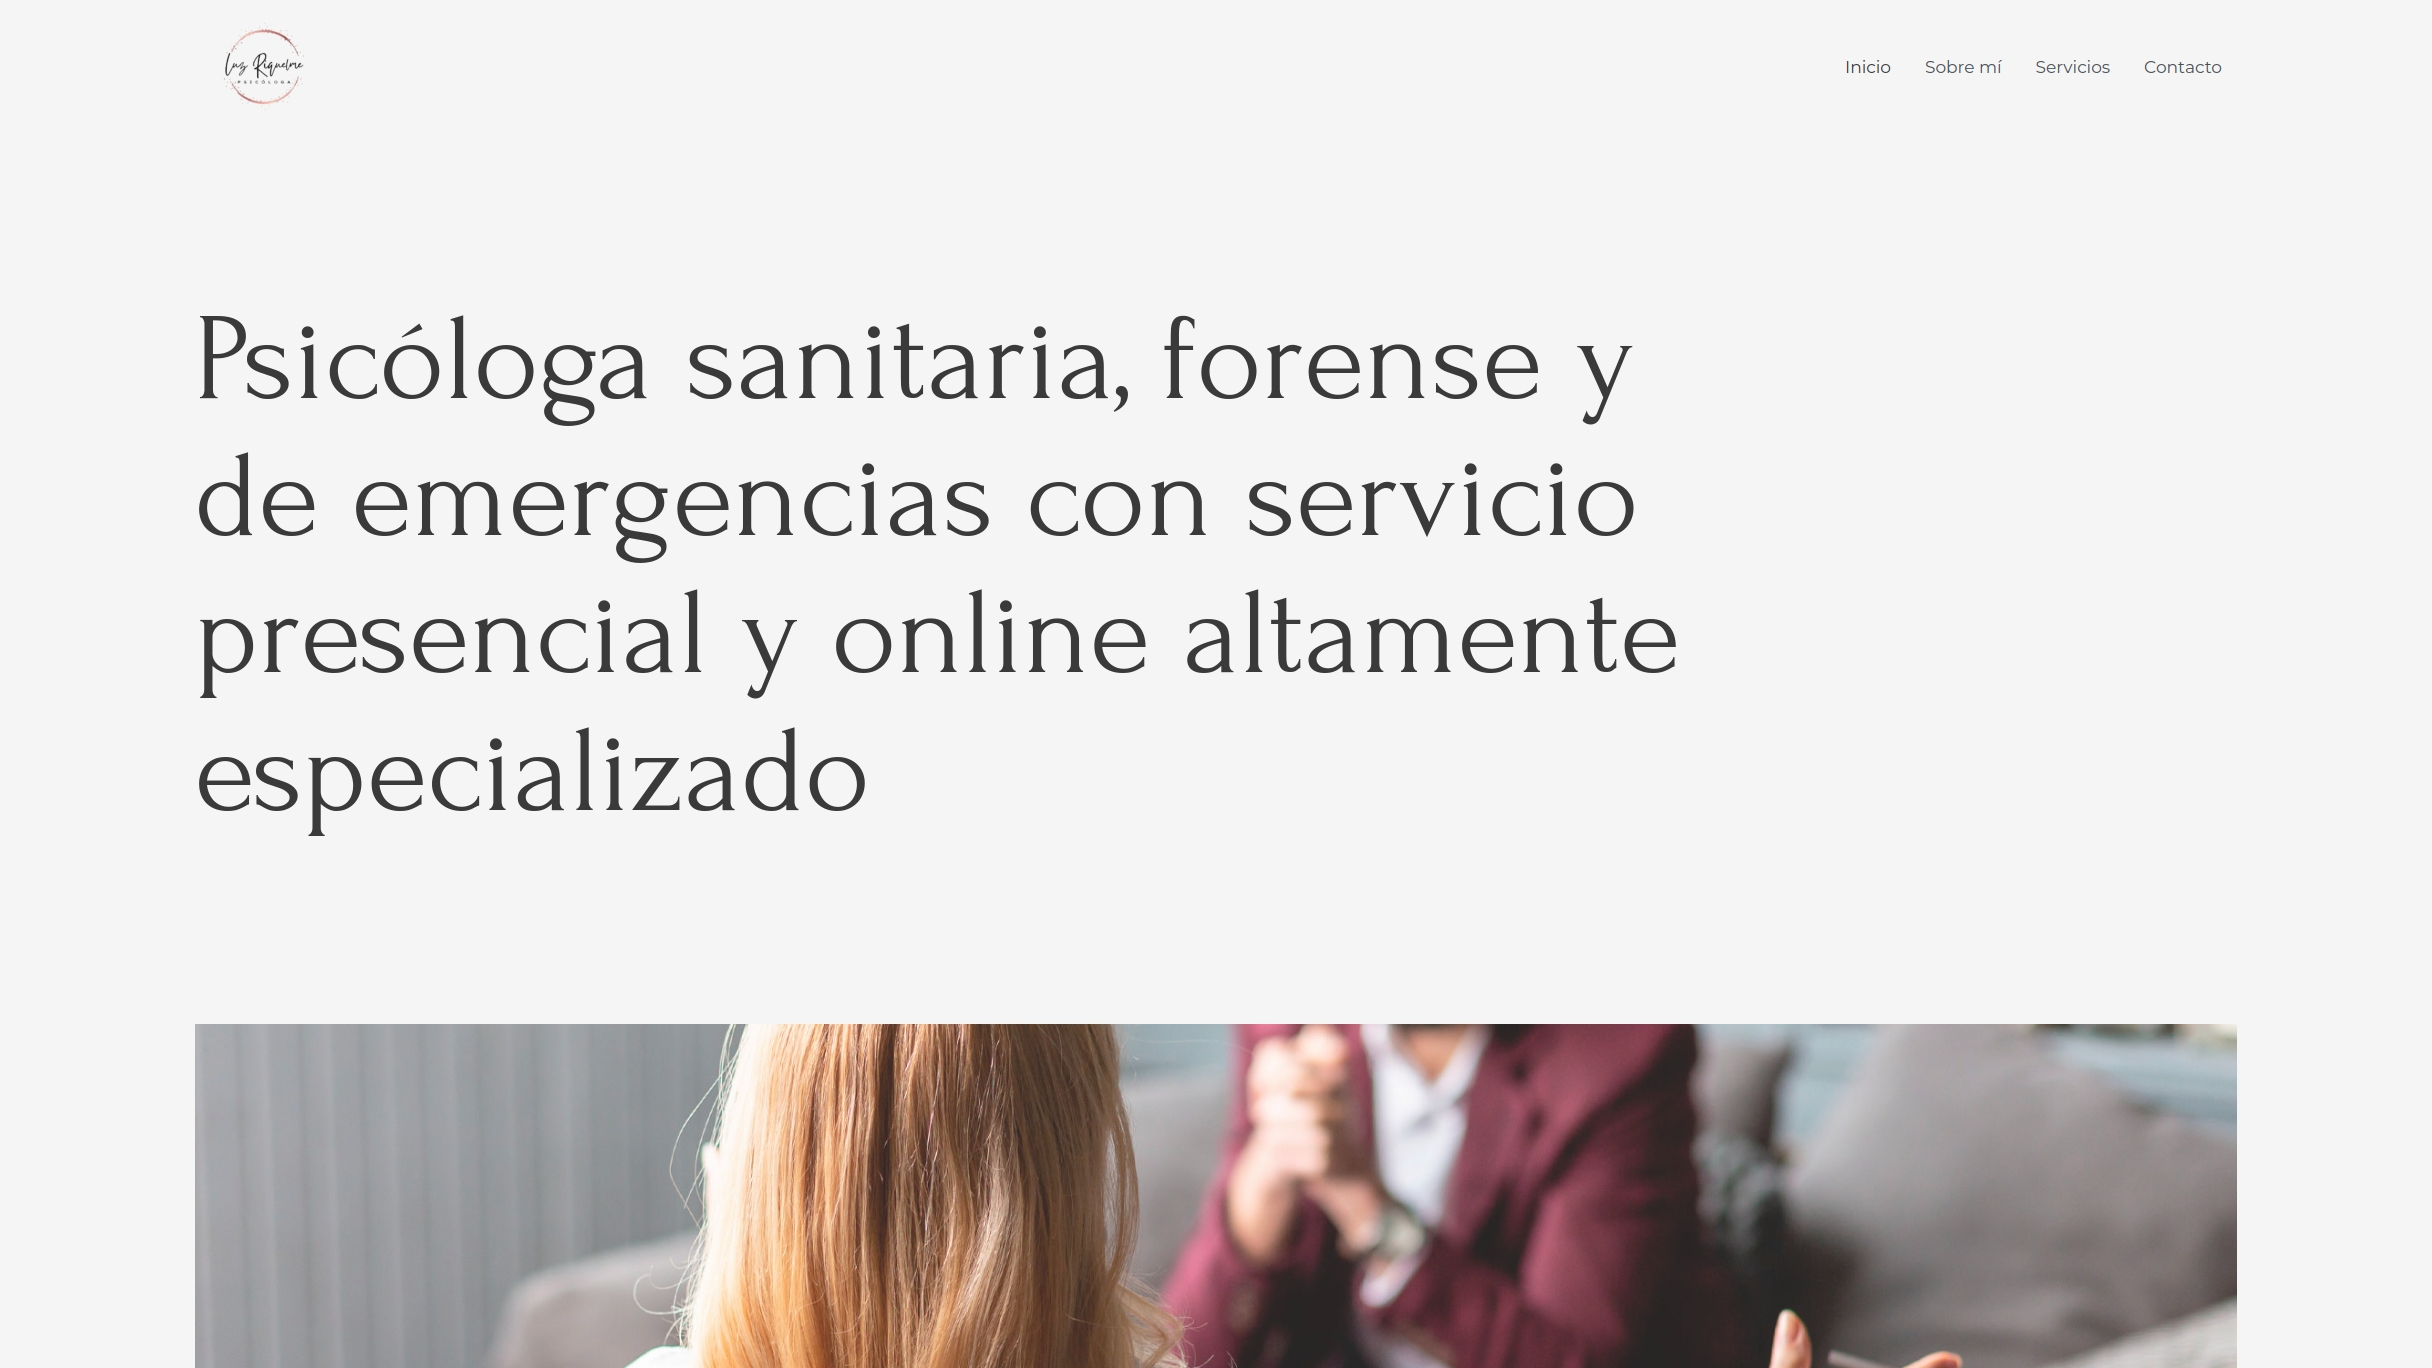 Luz Riquelme
PSICÓLOGA
Inicio
Sobre mí
Servicios
Contacto
Psicóloga sanitaria, forense y
de emergencias con servicio
presencial y online altamente
especializado